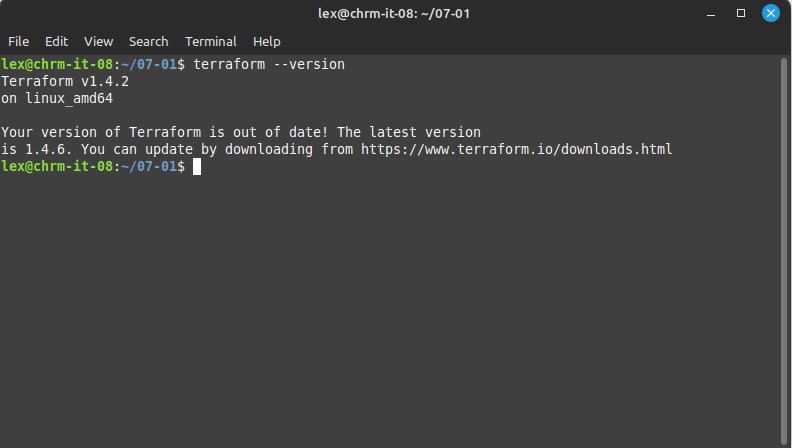 lex@chrm-it-08: ~/07-01
File Edit View Search Terminal Help
lex@chrm-it-08:~/07-01$ terraform --version
Terraform v1.4.2
on linux_amd64
Your version of Terraform is out of date! The latest version
is 1.4.6. You can update by downloading from https://www.terraform.io/downloads.html
lex@chrm-it-08:~/07-01$